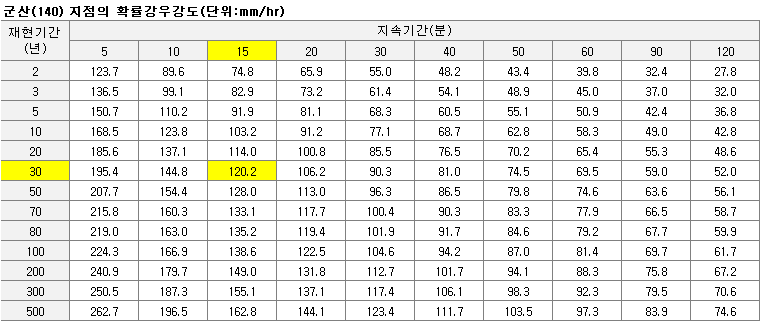 군산(140) 지점의 확률강우강도(단위:mm/hr)
재현기간 (년) 지속기간(분)
5 10 15 20 30 40 50 60 90 120
2 123.7 89.6 74.8 65.9 55.0 48.2 43.4 39.8 32.4 27.8
3 136.5 99.1 82.9 73.2 61.4 54.1 48.9 45.0 37.0 32.0
5 150.7 110.2 91.9 81.1 68.3 60.5 55.1 50.9 42.4 36.8
10 168.5 123.8 103.2 91.2 77.1 68.7 62.8 58.3 49.0 42.8
20 185.6 137.1 114.0 100.8 85.5 76.5 70.2 65.4 55.3 48.6
30 195.4 144.8 120.2 106.2 90.3 81.0 74.5 69.5 59.0 52.0
50 207.7 154.4 128.0 113.0 96.3 86.5 79.8 74.6 63.6 56.1
70 215.8 160.3 133.1 117.7 100.4 90.3 83.3 77.9 66.5 58.7
80 219.0 163.0 135.2 119.4 101.9 91.7 84.6 79.2 67.7 59.9
100 224.3 166.9 138.6 122.5 104.6 94.2 87.0 81.4 69.7 61.7
200 240.9 179.7 149.0 131.8 112.7 101.7 94.1 88.3 75.8 67.2
300 250.5 187.3 155.1 137.1 117.4 106.1 98.3 92.3 79.5 70.6
500 262.7 196.5 162.8 144.1 123.4 111.7 103.5 97.3 83.9 74.6